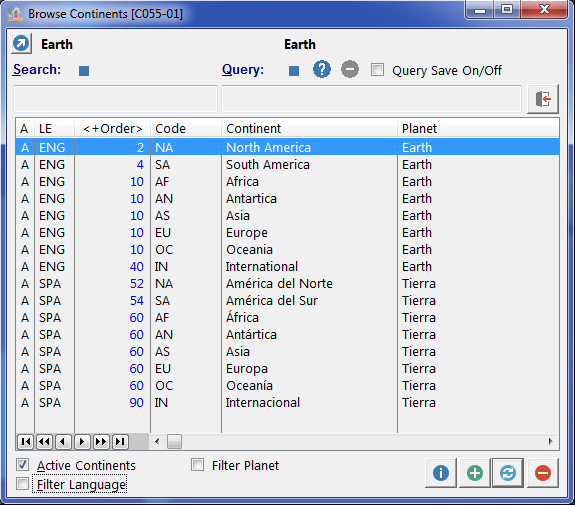 Browse Continents [C055-01]
Earth Earth
Search: Query: Query Save On/Off
A LE <+Order> Code Continent Planet
A ENG 2 NA North America Earth
A ENG 4 SA South America Earth
A ENG 10 AF Africa Earth
A ENG 10 AN Antartica Earth
A ENG 10 AS Asia Earth
A ENG 10 EU Europe Earth
A ENG 10 OC Oceania Earth
A ENG 40 IN International Earth
A SPA 52 NA América del Norte Tierra
A SPA 54 SA América del Sur Tierra
A SPA 60 AF África Tierra
A SPA 60 AN Antártica Tierra
A SPA 60 AS Asia Tierra
A SPA 60 EU Europa Tierra
A SPA 60 OC Oceanía Tierra
A SPA 90 IN Internacional Tierra
Active Continents Filter Planet
Filter Language